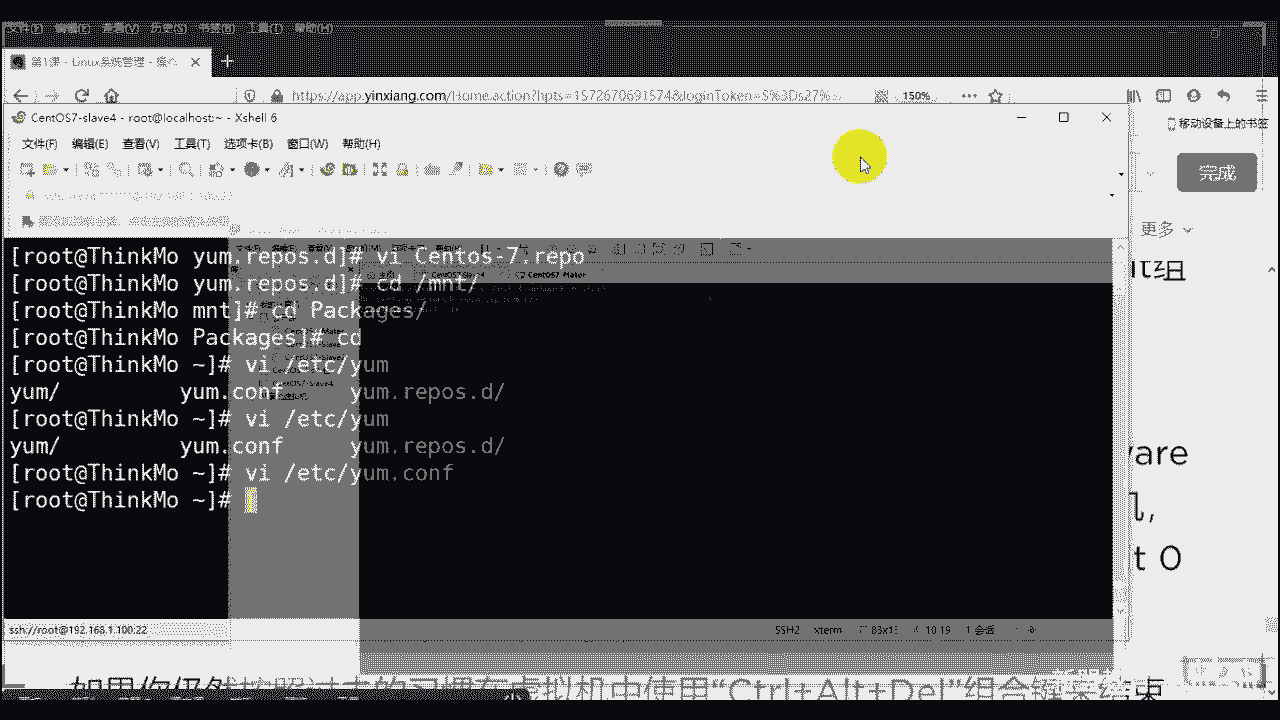 文件(F) 编辑(E) 查看(V) 历史(S) 书签(B) 工具(T) 帮助(H)
第1课 - Linux系统管理 -
https://app.yinxiang.com/Home.action?hpts=1572670691574&loginToken=5%3Ds27%
150%
移动设备上的书签
CentOS7-slave4 - root@localhost:~ - Xshell 6
文件(F) 编辑(E) 查看(V) 工具(T) 选项卡(B) 窗口(W) 帮助(H)
完成
更多
[root@ThinkMo yum.repos.d]# vi Centos-7.repo
[root@ThinkMo yum.repos.d]# cd /mnt/
[root@ThinkMo mnt]# cd Packages/
[root@ThinkMo Packages]# cd
[root@ThinkMo ~]# vi /etc/yum
yum/ yum.conf yum.repos.d/
[root@ThinkMo ~]# vi /etc/yum
yum/ yum.conf yum.repos.d/
[root@ThinkMo ~]# vi /etc/yum.conf
[root@ThinkMo ~]#
CentOS7 Mater
组
are
机,
t O
ssh://root@192.168.1.100:22
SSH2 xterm 10,19 1 会话
如果你仍然按照过去的习惯在虚拟机中使用“Ctrl+Alt+Del”组合键来结束